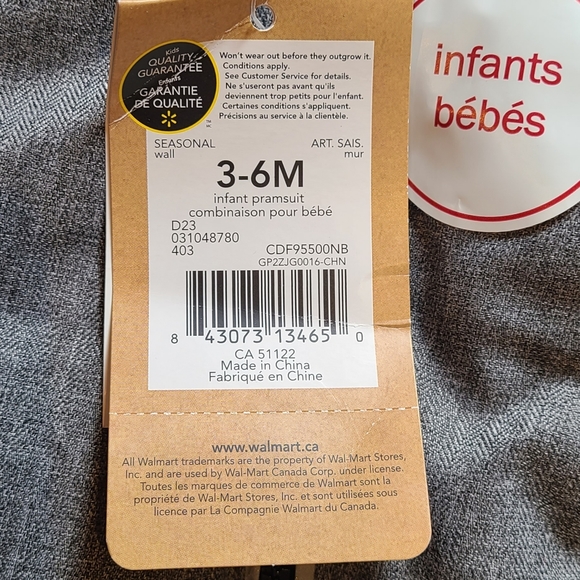 Kids
QUALITY
GUARANTEE
Enfants
GARANTIE
DE QUALITÉ
Won't wear out before they outgrow it.
Conditions apply.
See Customer Service for details.
Ne s'useront pas avant qu'ils
deviennent trop petits pour l'enfant.
Certaines conditions s'appliquent.
Précisions au service à la clientèle.
TM
MC
SEASONAL ART. SAIS.
wall mur
3-6M
infant pramsuit
combinaison pour bébé
D23
031048780
403 CDF95500NB
GP2ZJG0016-CHN
8 43073 13465 0
CA 51122
Made in China
Fabriqué en Chine
www.walmart.ca
All Walmart trademarks are the property of Wal-Mart Stores,
Inc. and are used by Wal-Mart Canada Corp. under license.
Toutes les marques de commerce de Walmart sont la
propriété de Wal-Mart Stores, Inc. et sont utilisées sous
licence par La Compagnie Walmart du Canada.
infants
bébés